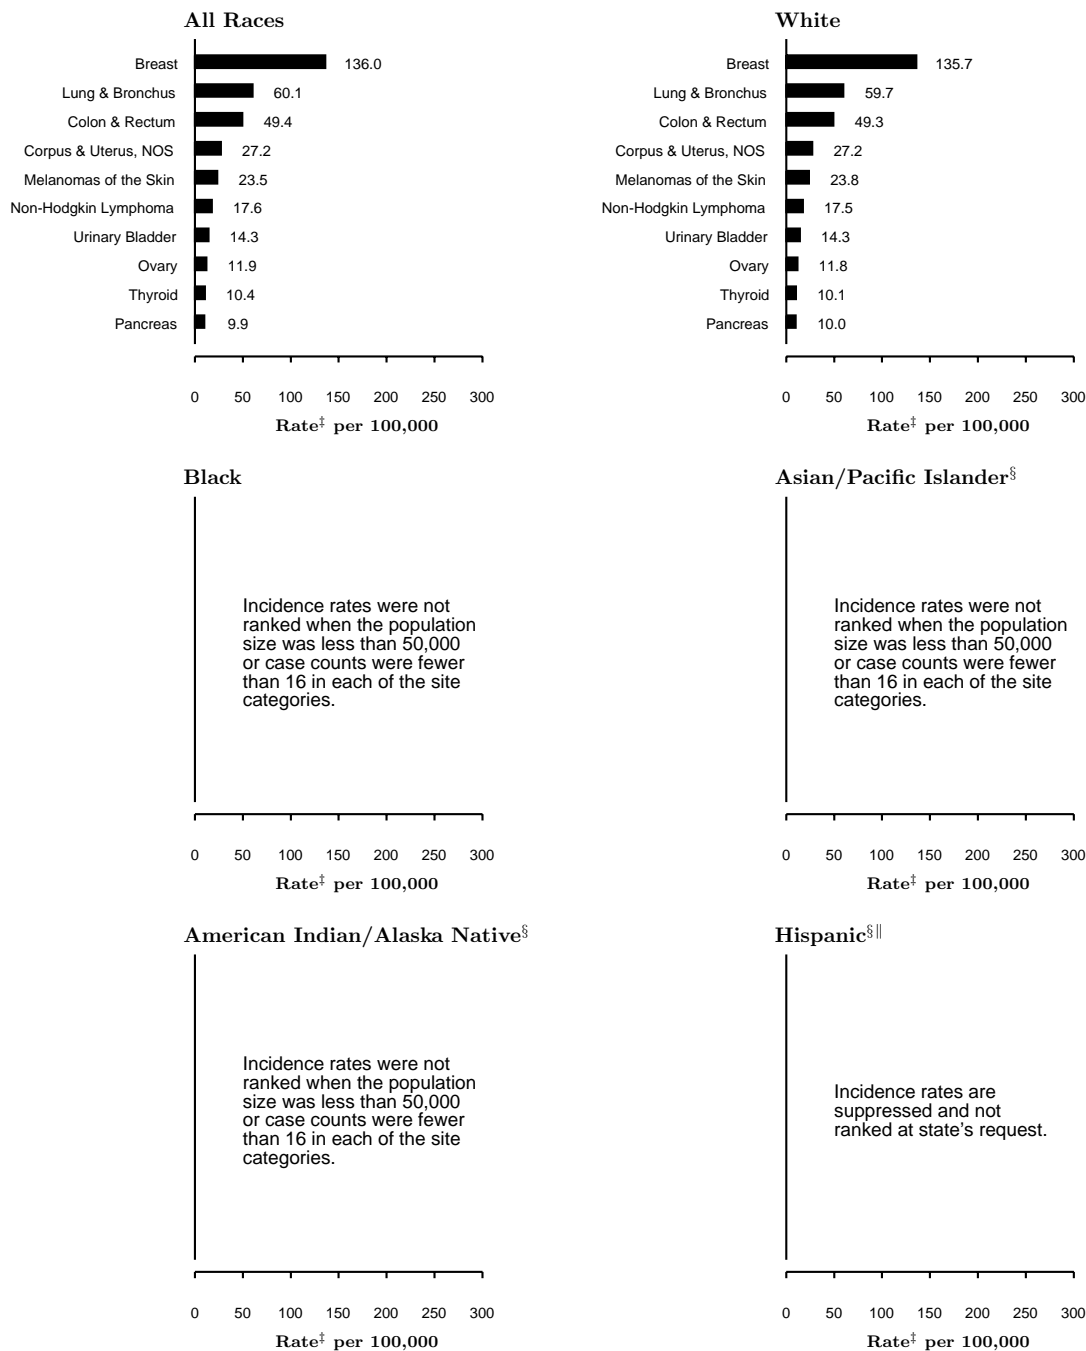 All Races
Breast 136.0
Lung & Bronchus 60.1
Colon & Rectum 49.4
Corpus & Uterus, NOS 27.2
Melanomas of the Skin 23.5
Non-Hodgkin Lymphoma 17.6
Urinary Bladder 14.3
Ovary 11.9
Thyroid 10.4
Pancreas 9.9
0 50 100 150 200 250 300
Rate‡ per 100,000
White
Breast 135.7
Lung & Bronchus 59.7
Colon & Rectum 49.3
Corpus & Uterus, NOS 27.2
Melanomas of the Skin 23.8
Non-Hodgkin Lymphoma 17.5
Urinary Bladder 14.3
Ovary 11.8
Thyroid 10.1
Pancreas 10.0
0 50 100 150 200 250 300
Rate‡ per 100,000
Black
Incidence rates were not
ranked when the population
size was less than 50,000
or case counts were fewer
than 16 in each of the site
categories.
0 50 100 150 200 250 300
Rate‡ per 100,000
Asian/Pacific Islander§
Incidence rates were not
ranked when the population
size was less than 50,000
or case counts were fewer
than 16 in each of the site
categories.
0 50 100 150 200 250 300
Rate‡ per 100,000
American Indian/Alaska Native§
Incidence rates were not
ranked when the population
size was less than 50,000
or case counts were fewer
than 16 in each of the site
categories.
0 50 100 150 200 250 300
Rate‡ per 100,000
Hispanic§‖
Incidence rates are
suppressed and not
ranked at state's request.
0 50 100 150 200 250 300
Rate‡ per 100,000